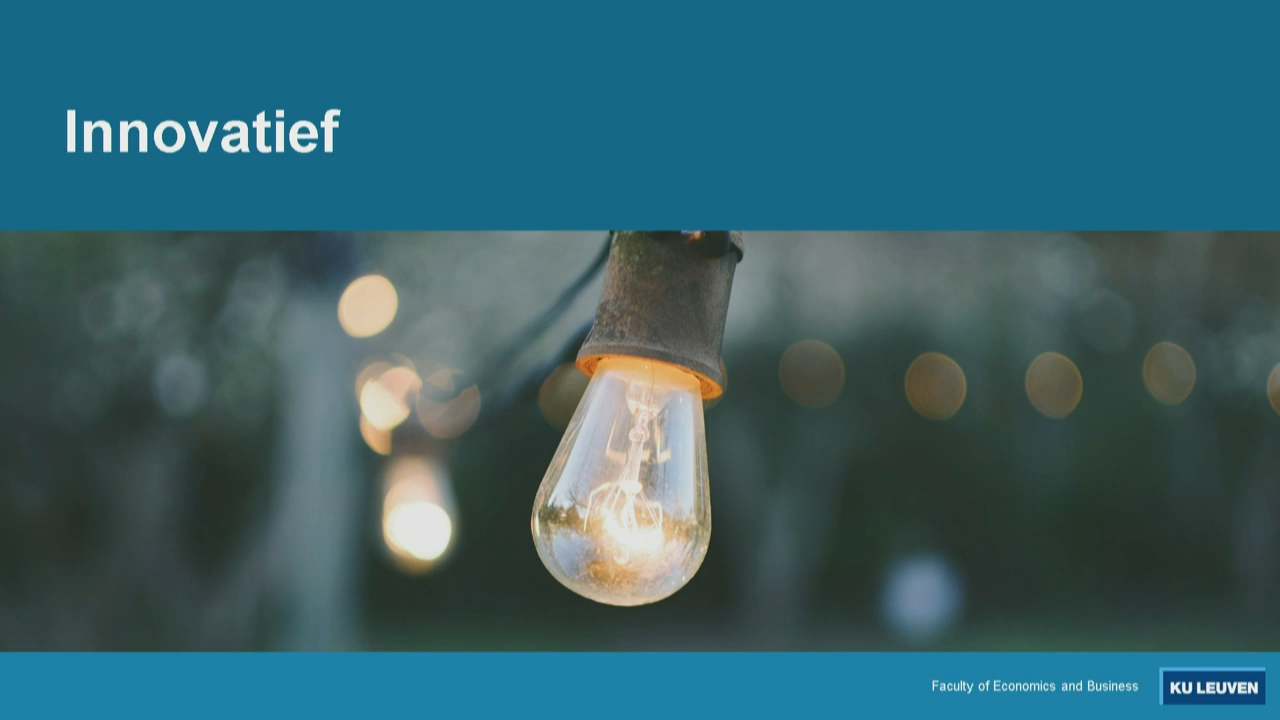 Innovatief
Faculty of Economics and Business
KU LEUVEN